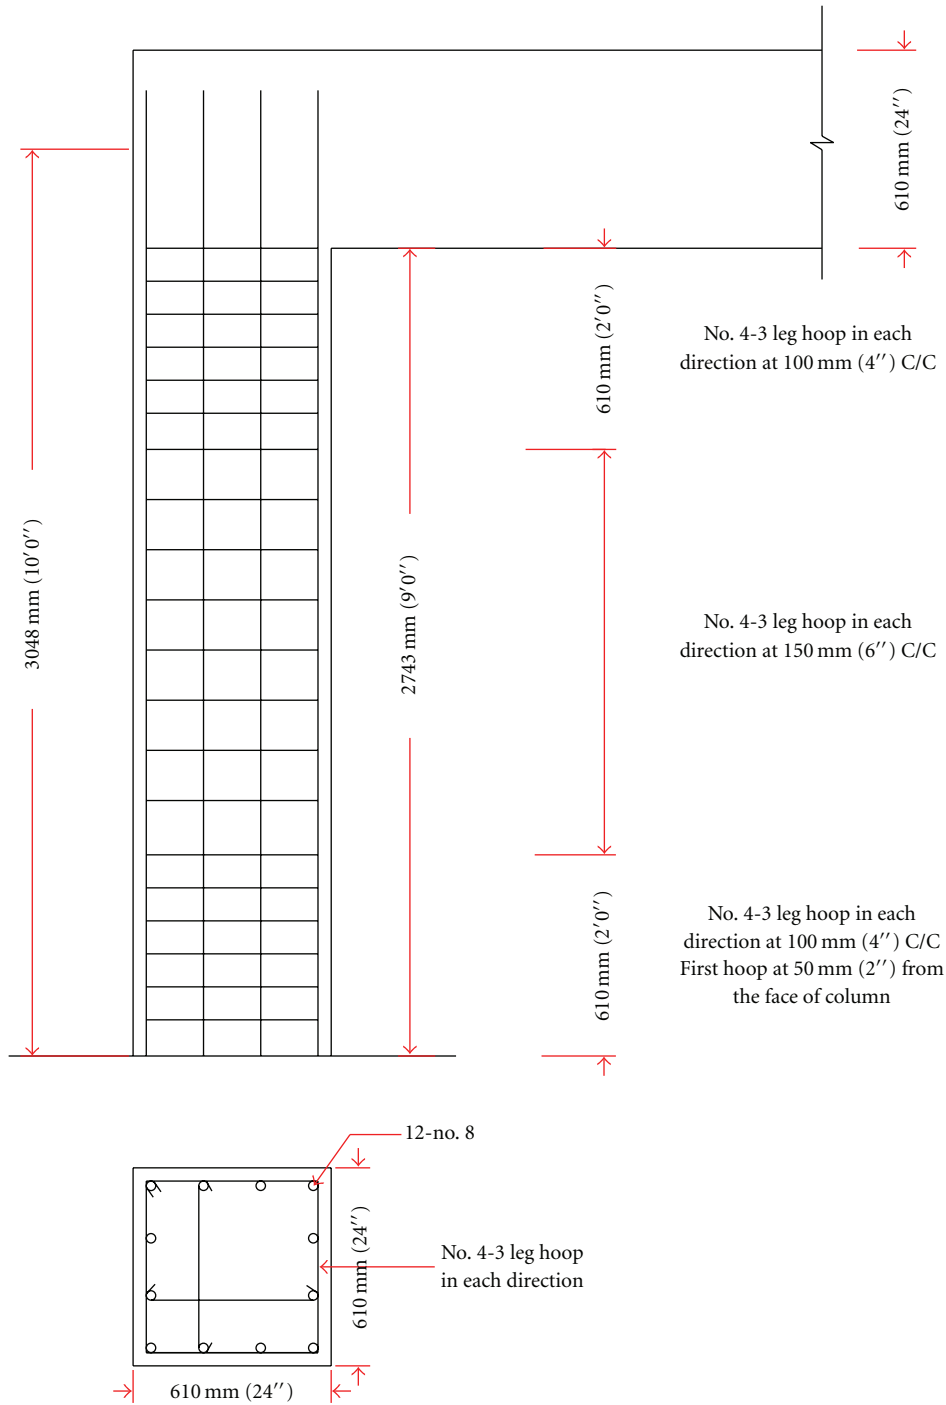 610 mm (24′′)
610 mm (2′0′′)
No. 4-3 leg hoop in each
direction at 100 mm (4′′) C/C
3048 mm (10′0′′)
2743 mm (9′0′′)
No. 4-3 leg hoop in each
direction at 150 mm (6′′) C/C
610 mm (2′0′′)
No. 4-3 leg hoop in each
direction at 100 mm (4′′) C/C
First hoop at 50 mm (2′′) from
the face of column
12-no. 8
610 mm (24′′)
No. 4-3 leg hoop
in each direction
610 mm (24′′)